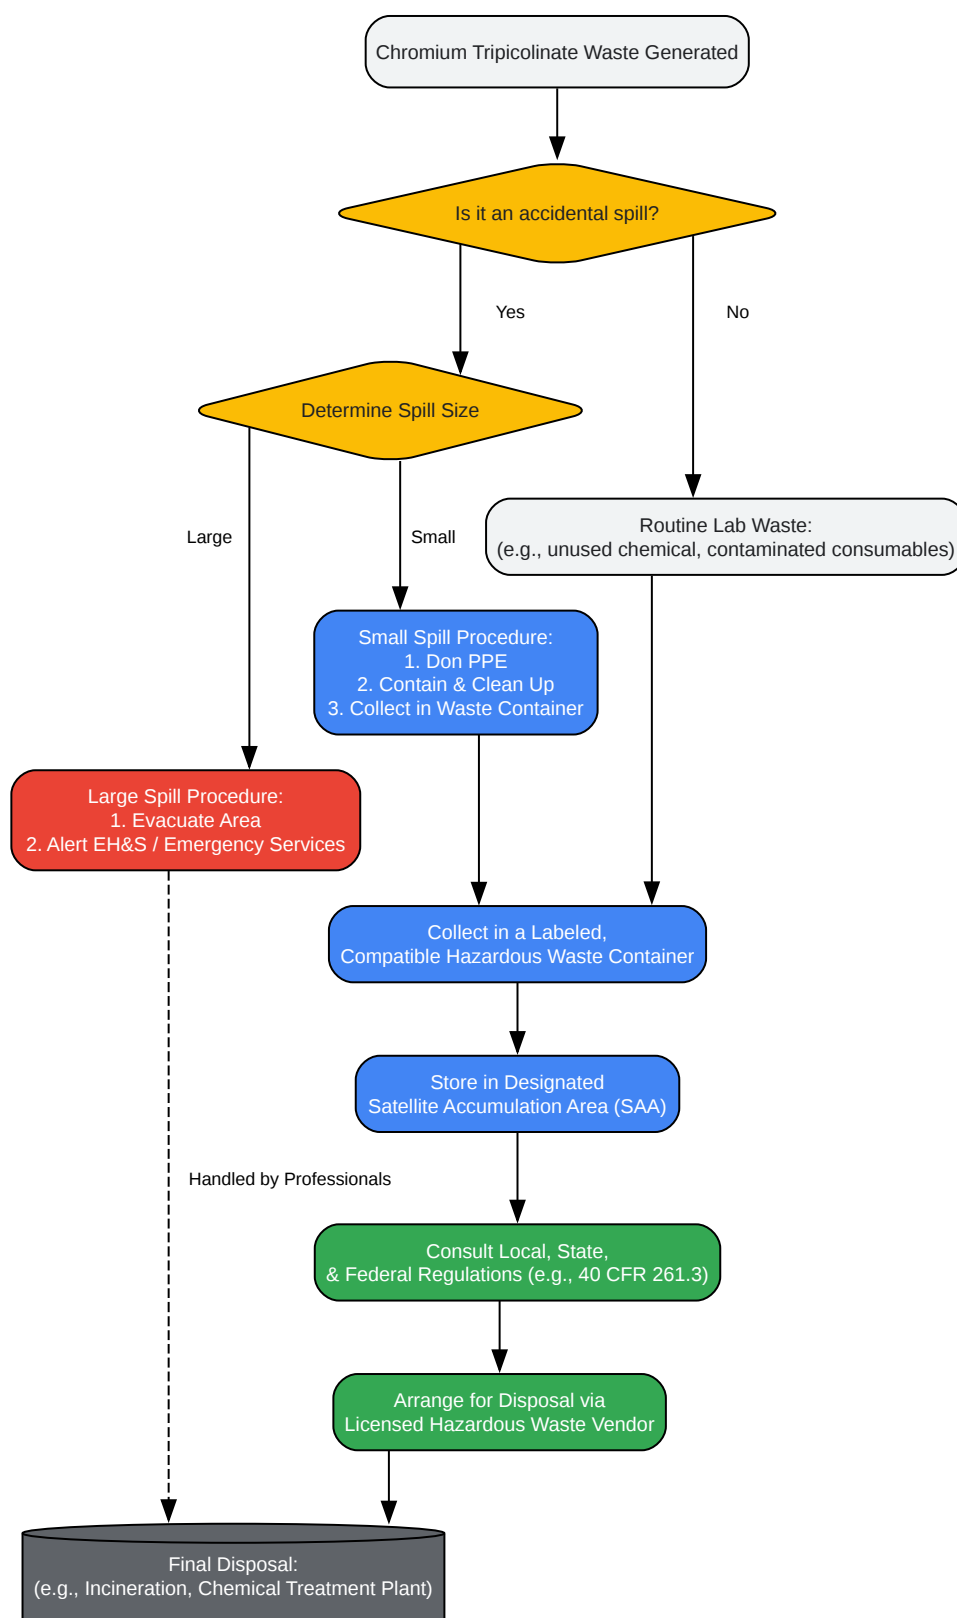 Chromium Tripicolinate Waste Generated
Is it an accidental spill?
Yes
No
Determine Spill Size
Large
Small
Routine Lab Waste:
(e.g., unused chemical, contaminated consumables)
Small Spill Procedure:
1. Don PPE
2. Contain & Clean Up
3. Collect in Waste Container
Large Spill Procedure:
1. Evacuate Area
2. Alert EH&S / Emergency Services
Collect in a Labeled,
Compatible Hazardous Waste Container
Store in Designated
Satellite Accumulation Area (SAA)
Handled by Professionals
Consult Local, State,
& Federal Regulations (e.g., 40 CFR 261.3)
Arrange for Disposal via
Licensed Hazardous Waste Vendor
Final Disposal:
(e.g., Incineration, Chemical Treatment Plant)